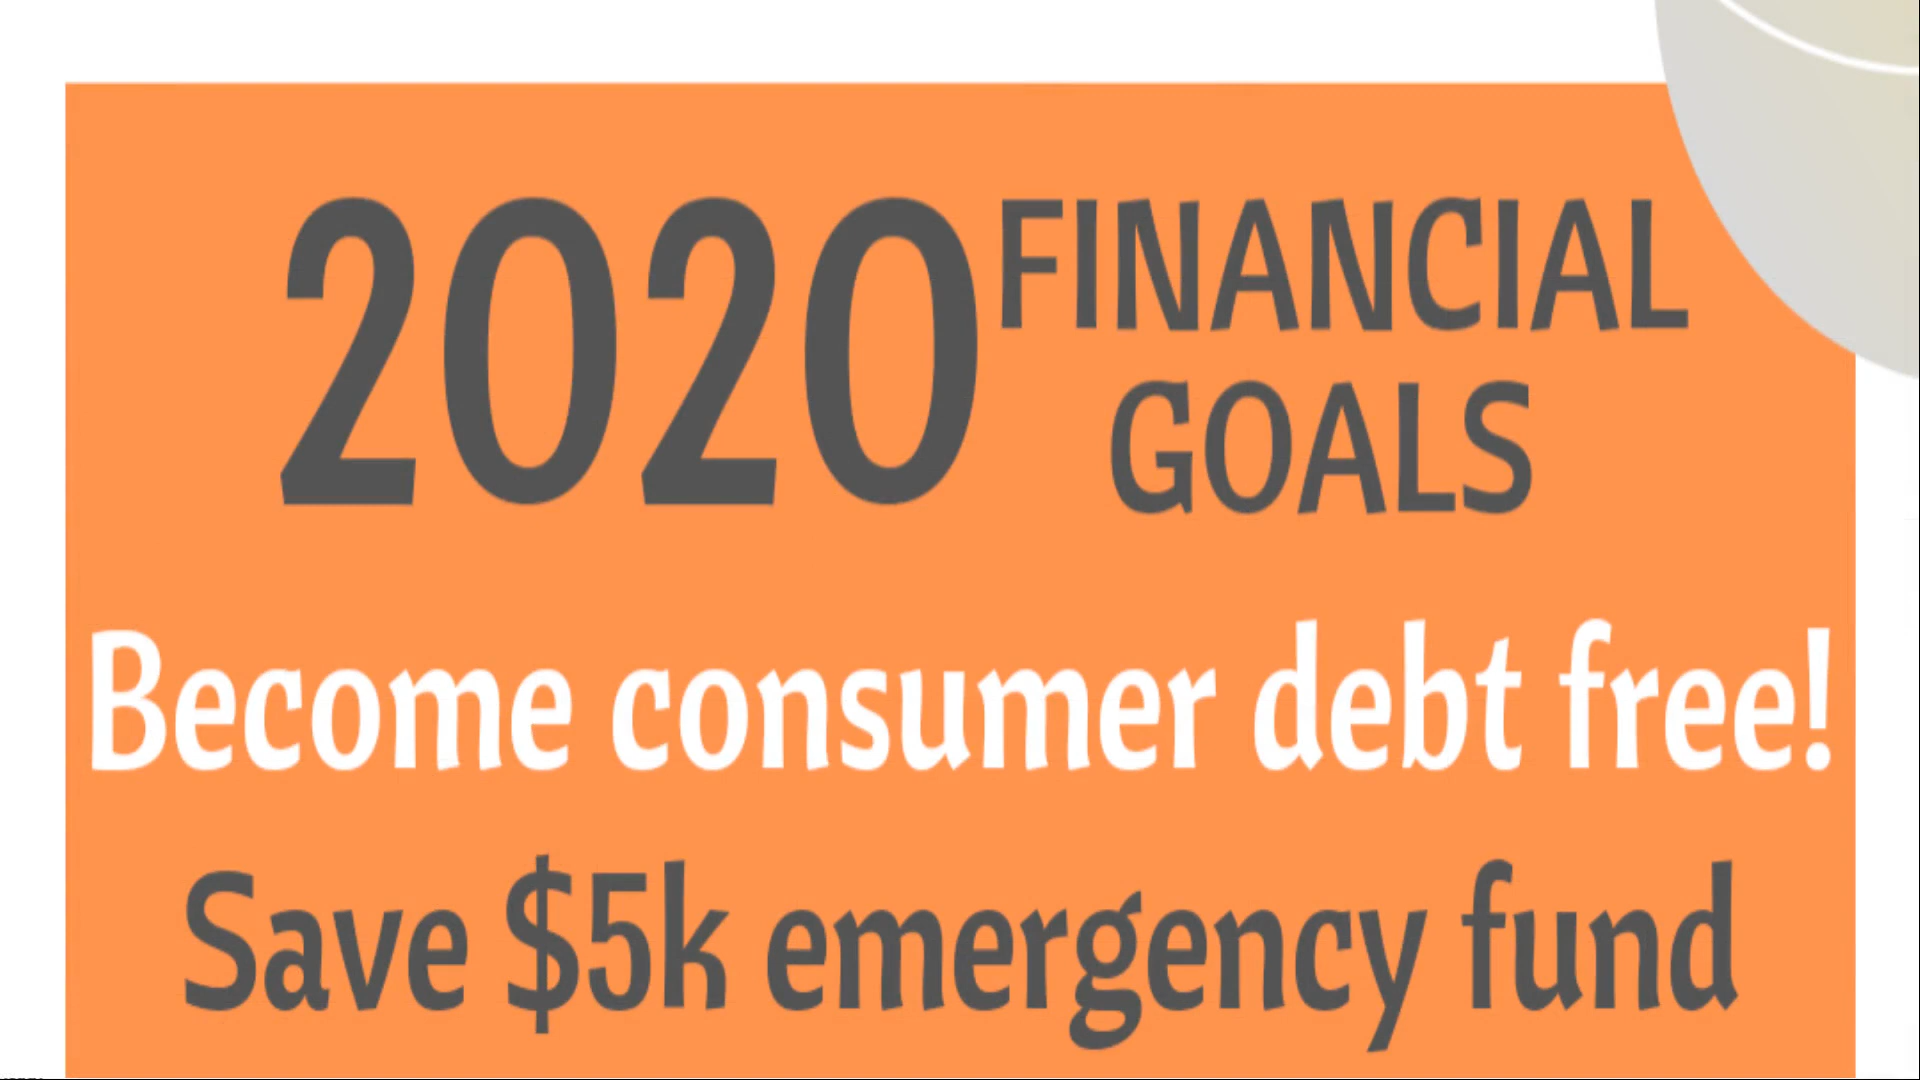 2020 FINANCIAL
GOALS
Become consumer debt free!
Save $5k emergency fund